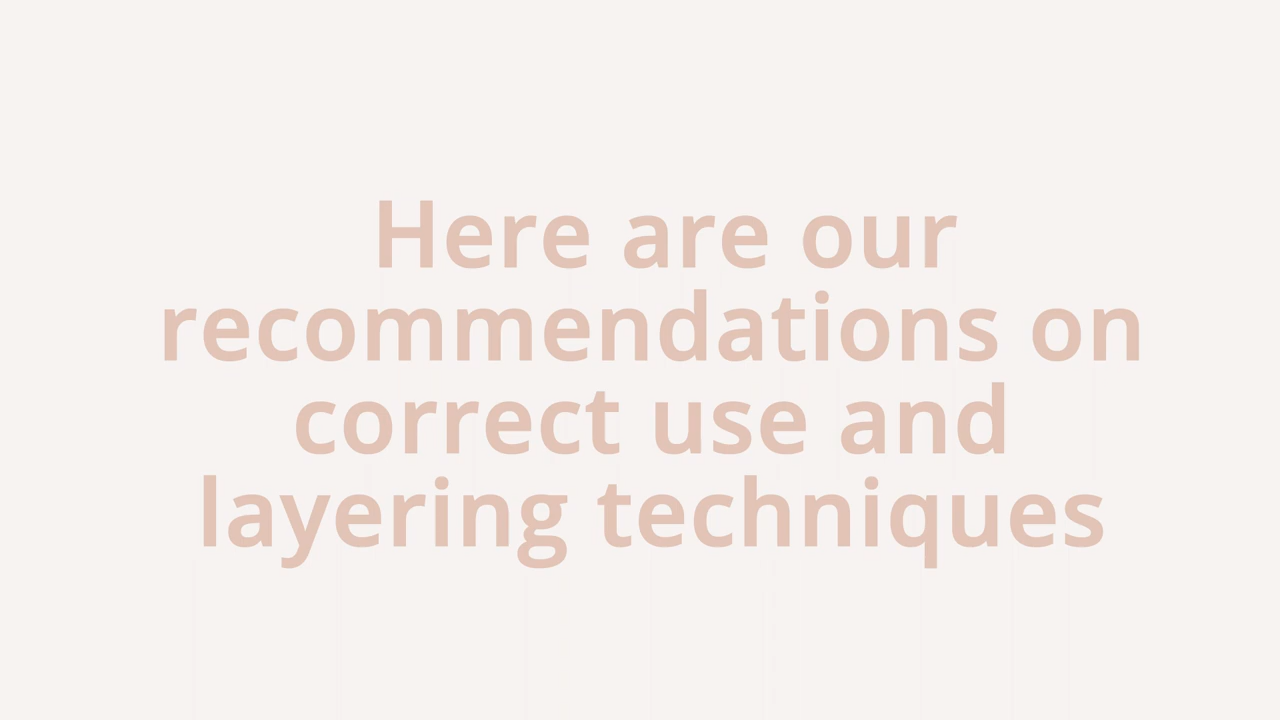 Here are our
recommendations on
correct use and
layering techniques